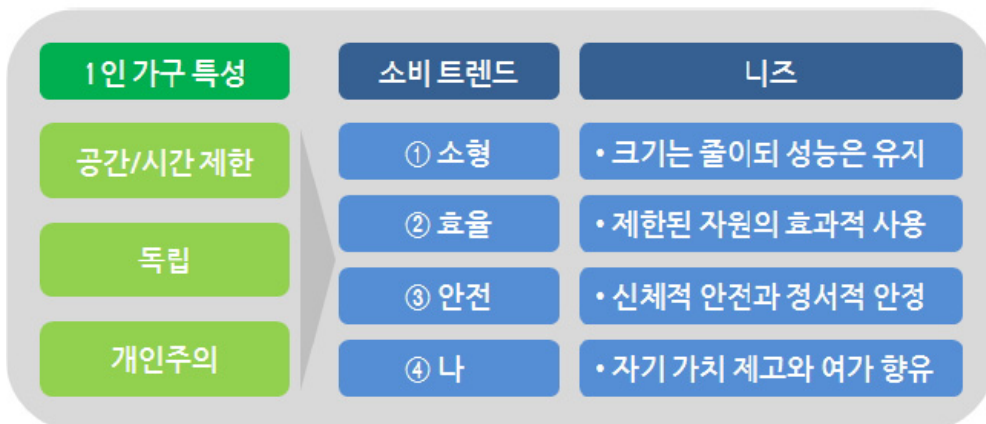 1인 가구 특성
공간/시간 제한
독립
개인주의
소비 트렌드
니즈
① 소형
• 크기는 줄이되 성능은 유지
② 효율
• 제한된 자원의 효과적 사용
③ 안전
• 신체적 안전과 정서적 안정
④ 나
• 자기 가치 제고와 여가 향유